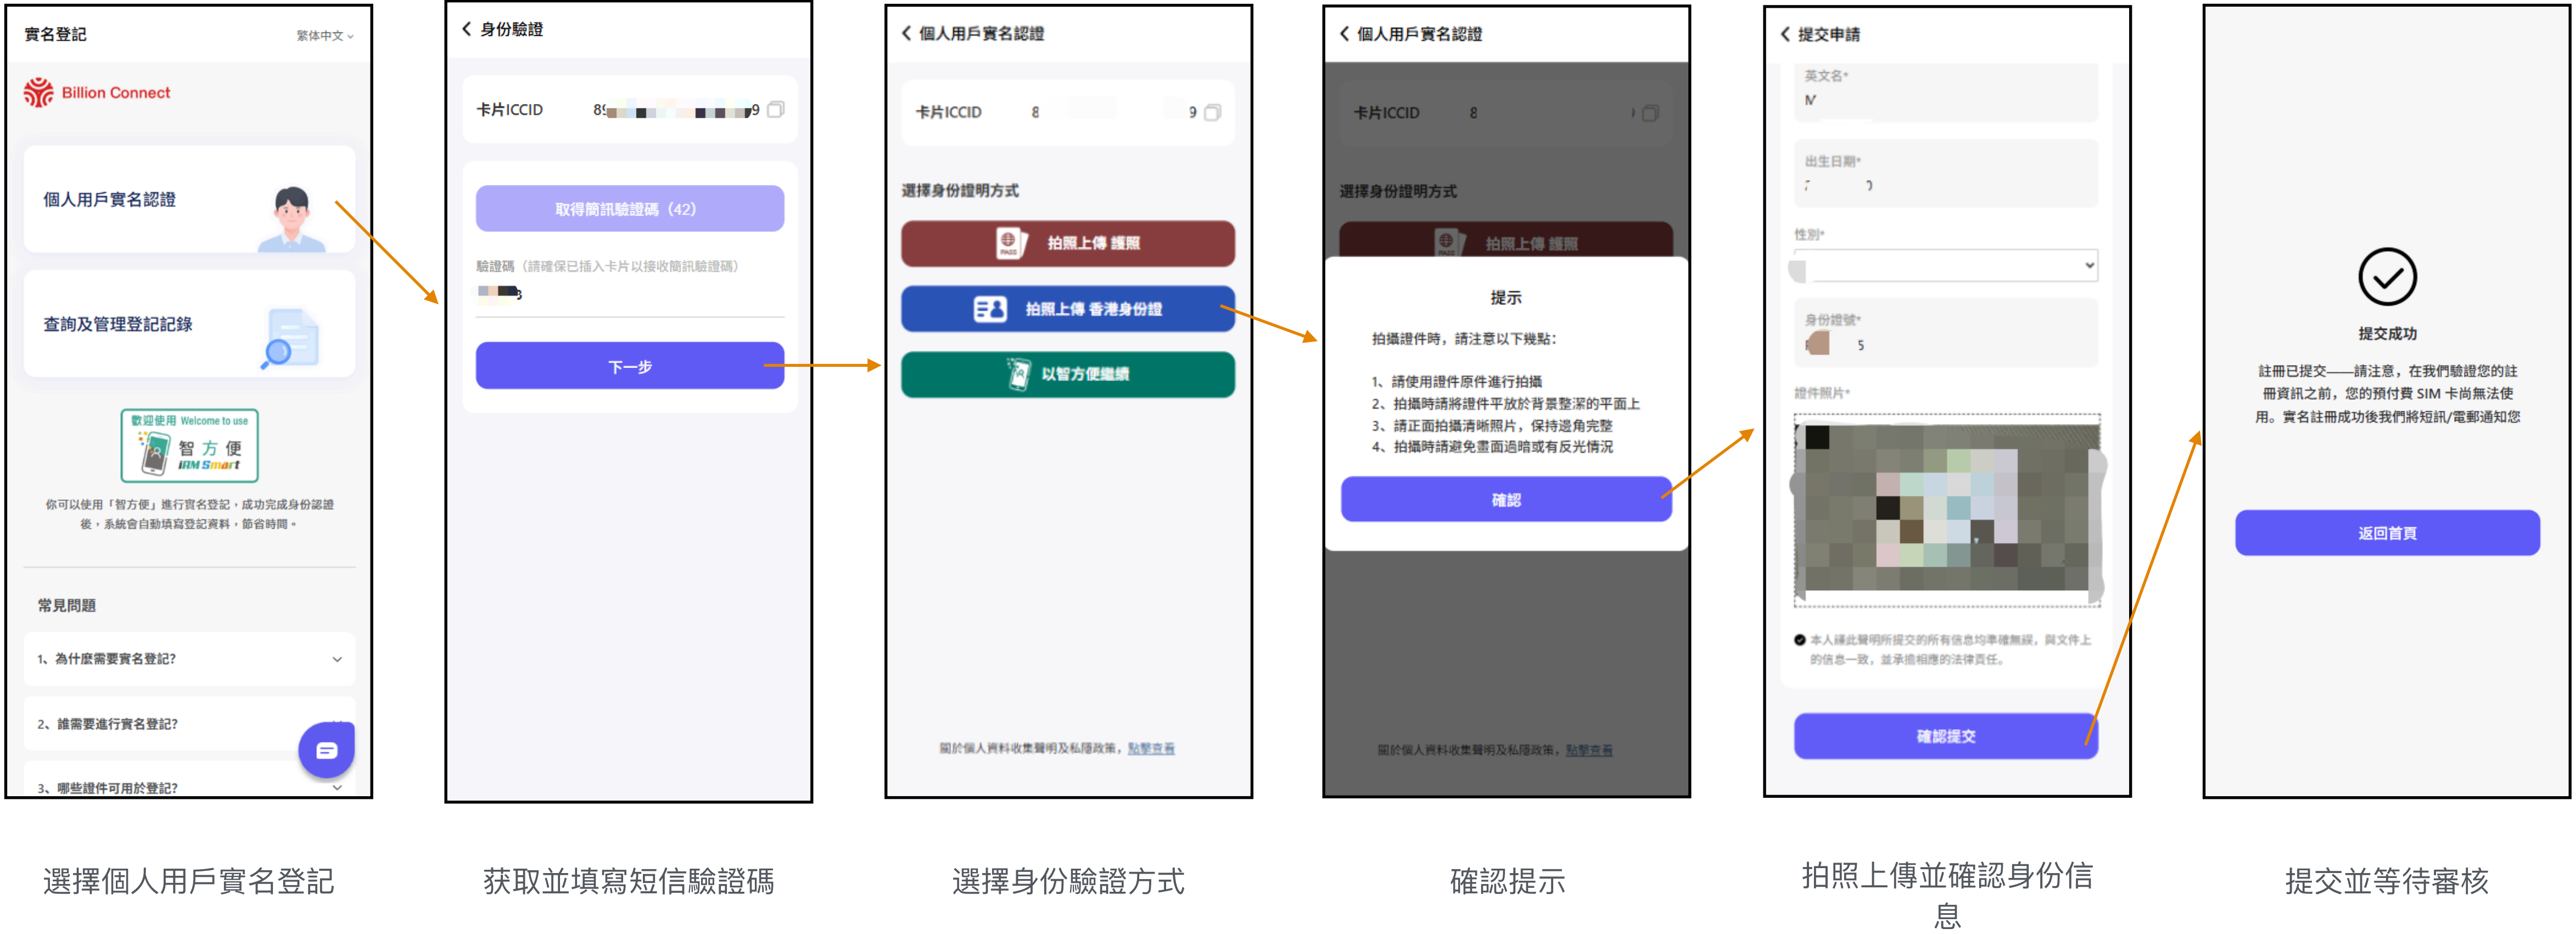 實名登記
繁体中文
Billion Connect
個人用戶實名認證
查詢及管理登記記錄
歡迎使用 Welcome to use
智方便
iAM Smart
你可以使用「智方便」進行實名登記，成功完成身份認證
後，系統會自動填寫登記資料，節省時間。
常見問題
1、為什麼需要實名登記?
2、誰需要進行實名登記?
3、哪些證件可用於登記?
選擇個人用戶實名登記
身份驗證
卡片ICCID 89 9
取得簡訊驗證碼（42）
驗證碼（請確保已插入卡片以接收簡訊驗證碼）
3
下一步
获取並填寫短信驗證碼
個人用戶實名認證
卡片ICCID 8 9
選擇身份證明方式
PASS 拍照上傳 護照
拍照上傳 香港身份證
以智方便繼續
關於個人資料收集聲明及私隱政策，點擊查看
選擇身份驗證方式
個人用戶實名認證
卡片ICCID 8
選擇身份證明方式
PASS 拍照上傳 護照
提示
拍攝證件時，請注意以下幾點：
1、請使用證件原件進行拍攝
2、拍攝時請將證件平放於背景整潔的平面上
3、請正面拍攝清晰照片，保持邊角完整
4、拍攝時請避免畫面過暗或有反光情況
確認
關於個人資料收集聲明及私隱政策，點擊查看
確認提示
提交申請
英文名*
M
出生日期*
0
性別*
身份證號*
5
證件照片*
本人謹此聲明所提交的所有信息均準確無誤，與文件上
的信息一致，並承擔相應的法律責任。
確認提交
拍照上傳並確認身份信
息
提交成功
註冊已提交——請注意，在我們驗證您的註
冊資訊之前，您的預付費 SIM 卡尚無法使
用。實名註冊成功後我們將短訊/電郵通知您
返回首頁
提交並等待審核